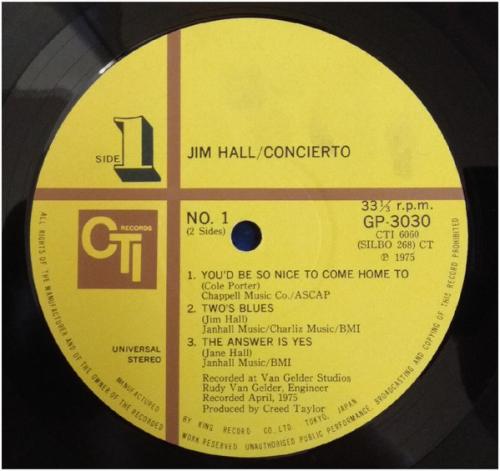 SIDE 1
JIM HALL/CONCIERTO
CTI RECORDS
NO. 1
(2 Sides)
33⅓ r.p.m.
GP-3030
CTI 6060
(SILBO 268) CT
℗ 1975
1. YOU'D BE SO NICE TO COME HOME TO
(Cole Porter)
Chappell Music Co./ASCAP
2. TWO'S BLUES
(Jim Hall)
Janhall Music/Charliz Music/BMI
3. THE ANSWER IS YES
(Jane Hall)
Janhall Music/BMI
UNIVERSAL
STEREO
Recorded at Van Gelder Studios
Rudy Van Gelder, Engineer
Recorded April, 1975
Produced by Creed Taylor
MANUFACTURED BY KING RECORD CO. LTD. TOKYO, JAPAN
ALL RIGHTS OF THE MANUFACTURER AND OF THE OWNER OF THE RECORDED WORK RESERVED UNAUTHORISED PUBLIC PERFORMANCE, BROADCASTING AND COPYING OF THIS RECORD PROHIBITED